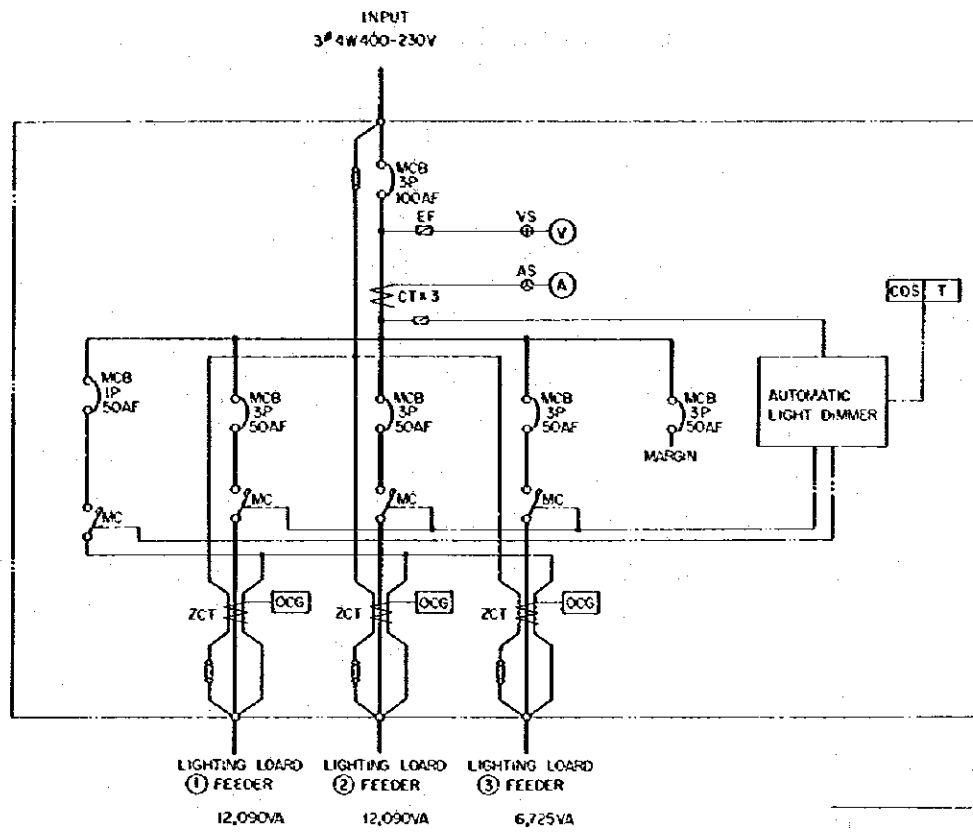 INPUT
3ø4W400-230V
MCB
3P
100AF
EF
VS
V
AS
A
CT×3
COS T
MCB
1P
50AF
MCB
3P
50AF
MCB
3P
50AF
MCB
3P
50AF
MCB
3P
50AF
MARGIN
AUTOMATIC
LIGHT DIMMER
MC
MC
MC
MC
ZCT
OCG
ZCT
OCG
ZCT
OCG
LIGHTING LOARD
① FEEDER
12,090VA
LIGHTING LOARD
② FEEDER
12,090VA
LIGHTING LOARD
③ FEEDER
6,725VA